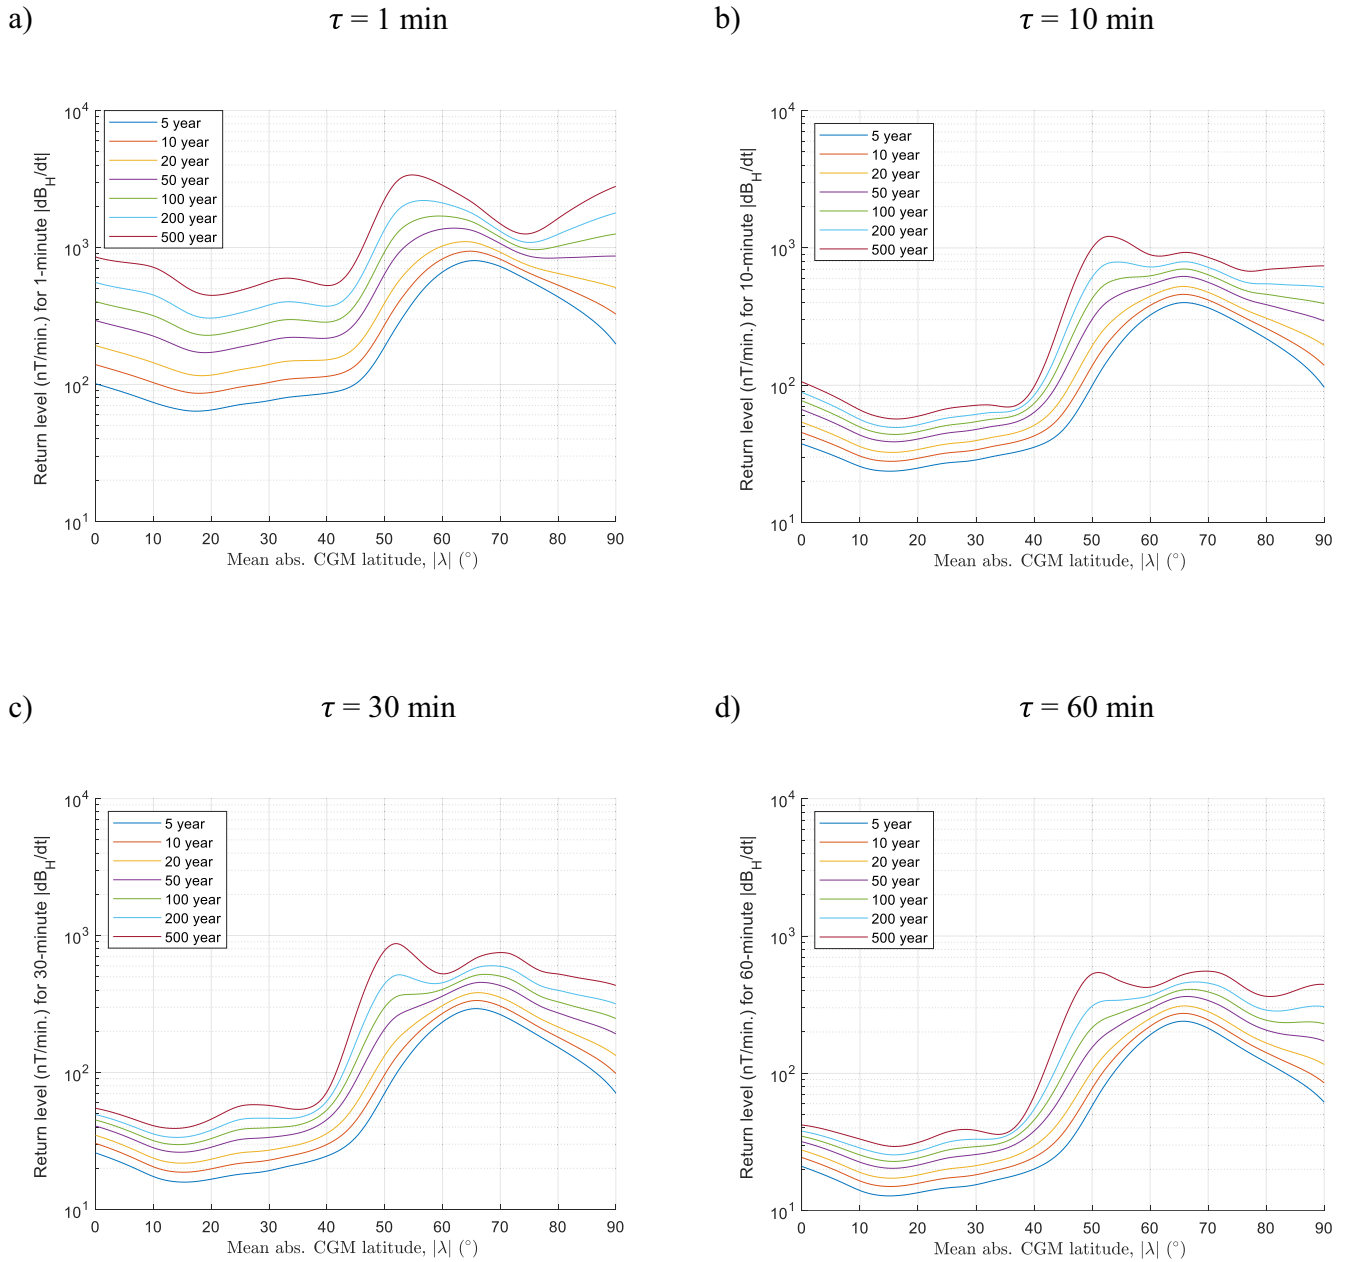 a)
τ = 1 min
Return level (nT/min.) for 1-minute |dB_H/dt|
10^4
10^3
10^2
10^1
5 year
10 year
20 year
50 year
100 year
200 year
500 year
0 10 20 30 40 50 60 70 80 90
Mean abs. CGM latitude, |λ| (°)
b)
τ = 10 min
Return level (nT/min.) for 10-minute |dB_H/dt|
10^4
10^3
10^2
10^1
5 year
10 year
20 year
50 year
100 year
200 year
500 year
0 10 20 30 40 50 60 70 80 90
Mean abs. CGM latitude, |λ| (°)
c)
τ = 30 min
Return level (nT/min.) for 30-minute |dB_H/dt|
10^4
10^3
10^2
10^1
5 year
10 year
20 year
50 year
100 year
200 year
500 year
0 10 20 30 40 50 60 70 80 90
Mean abs. CGM latitude, |λ| (°)
d)
τ = 60 min
Return level (nT/min.) for 60-minute |dB_H/dt|
10^4
10^3
10^2
10^1
5 year
10 year
20 year
50 year
100 year
200 year
500 year
0 10 20 30 40 50 60 70 80 90
Mean abs. CGM latitude, |λ| (°)